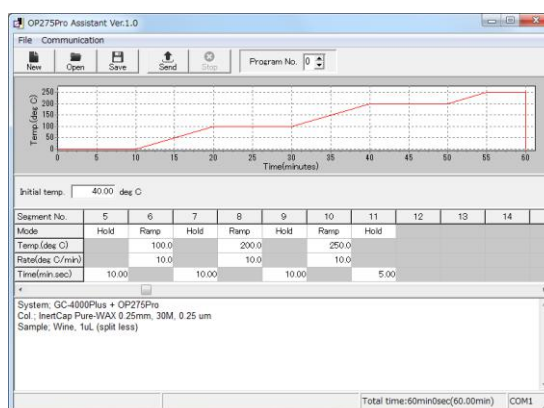 OP275Pro Assistant Ver.1.0
File Communication
New Open Save Send Stop Program No. 0
Temp.(deg C)
250
200
150
100
50
0
0 5 10 15 20 25 30 35 40 45 50 55 60
Time(minutes)
Initial temp. 40.00 deg C
Segment No. 5 6 7 8 9 10 11 12 13 14
Mode Hold Ramp Hold Ramp Hold Ramp Hold
Temp.(deg C) 100.0 200.0 250.0
Rate(deg C/min) 10.0 10.0 10.0
Time(min.sec) 10.00 10.00 10.00 5.00
System; GC-4000Plus + OP275Pro
Col.; InertCap Pure-WAX 0.25mm, 30M, 0.25 um
Sample; Wine, 1uL (split less)
Total time:60min0sec(60.00min) COM1